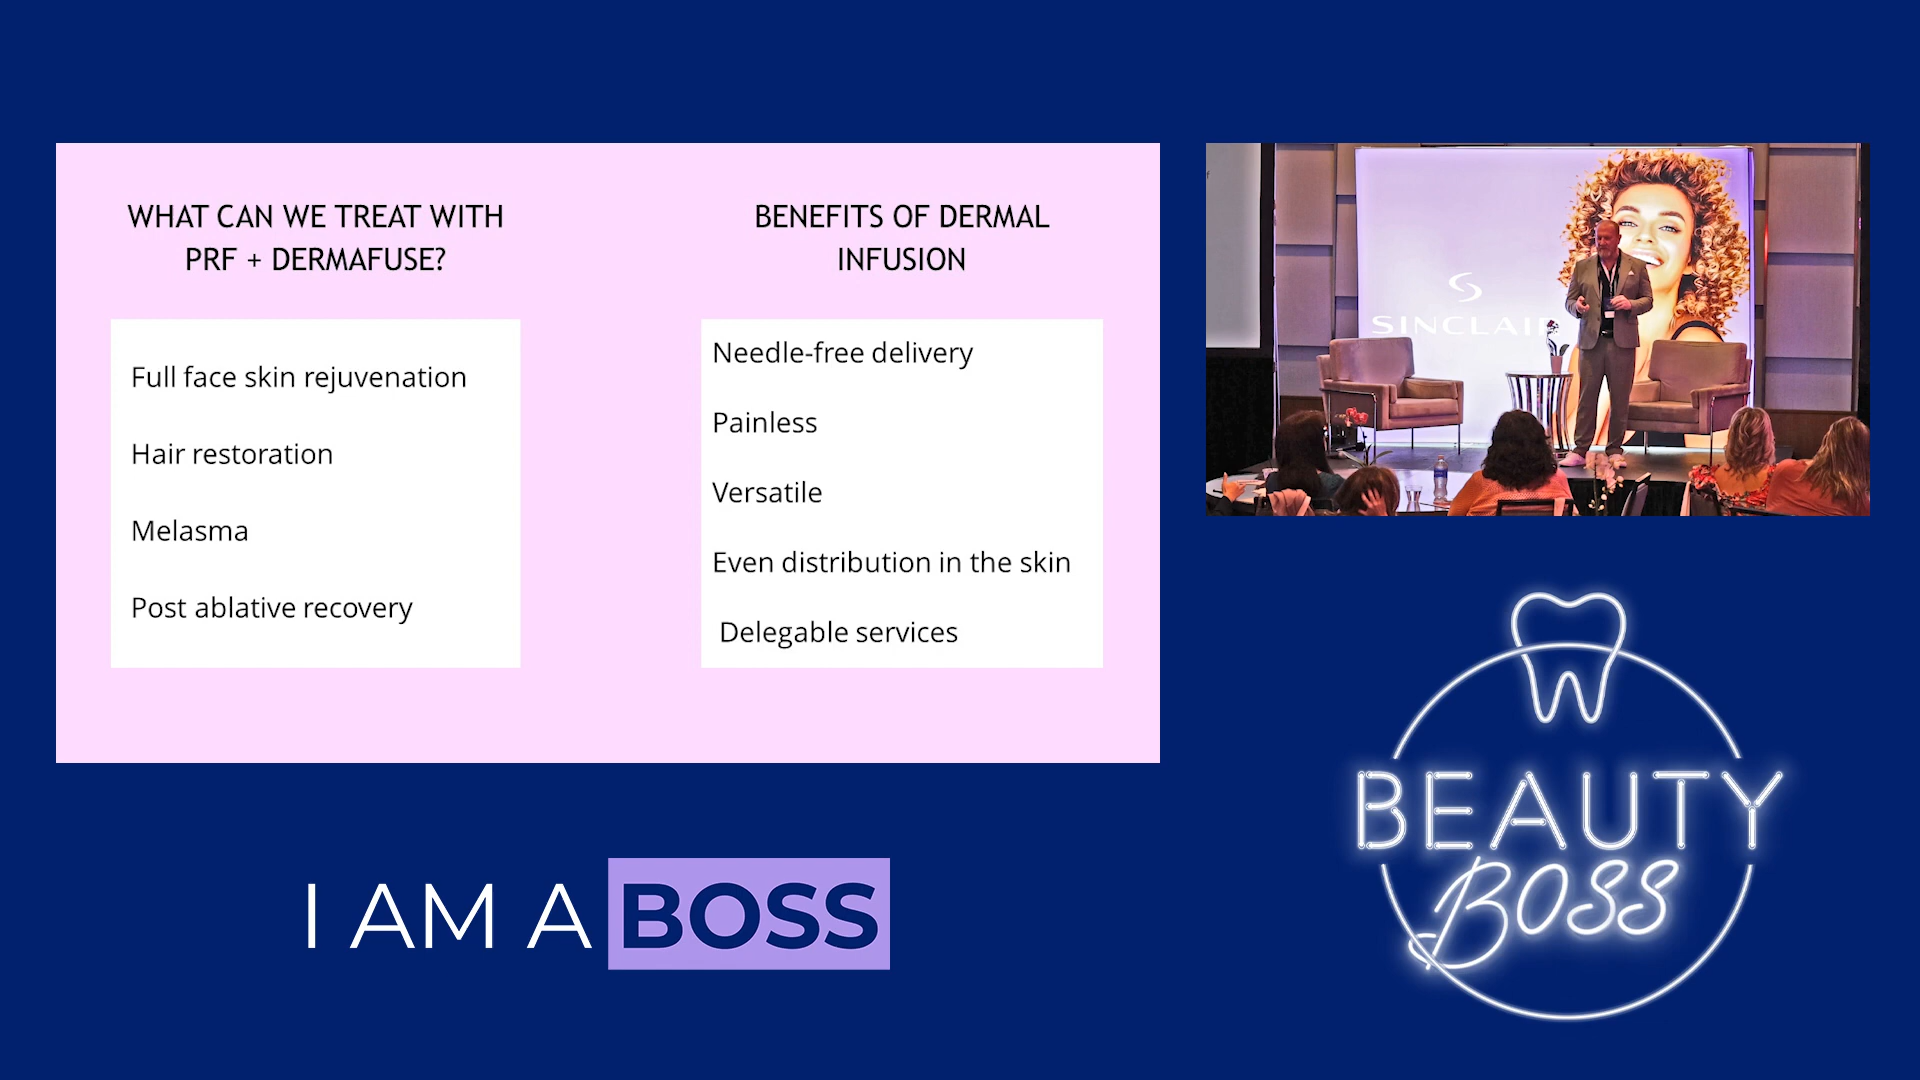 WHAT CAN WE TREAT WITH
PRF + DERMAFUSE?
Full face skin rejuvenation
Hair restoration
Melasma
Post ablative recovery
BENEFITS OF DERMAL
INFUSION
Needle-free delivery
Painless
Versatile
Even distribution in the skin
Delegable services
SINCLAI
I AM A BOSS
BEAUTY
BOSS